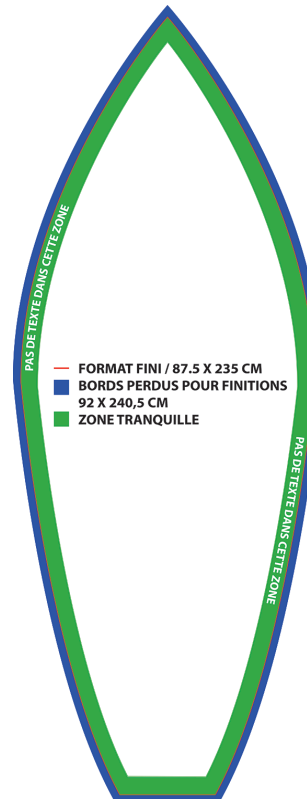 PAS DE TEXTE DANS CETTE ZONE
FORMAT FINI / 87.5 X 235 CM
BORDS PERDUS POUR FINITIONS
92 X 240,5 CM
ZONE TRANQUILLE
PAS DE TEXTE DANS CETTE ZONE